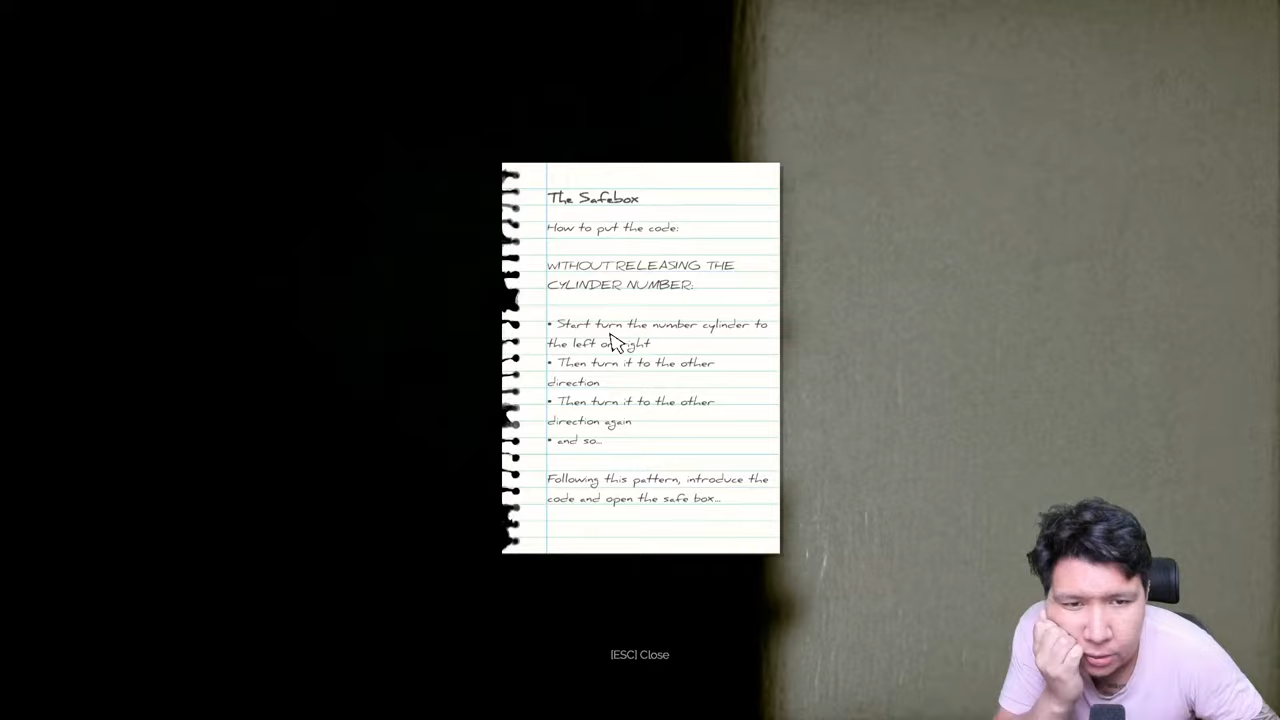 The Safebox
How to put the code:
WITHOUT RELEASING THE
CYLINDER NUMBER:
• Start turn the number cylinder to
the left or right
• Then turn it to the other
direction
• Then turn it to the other
direction again
• and so...
Following this pattern, introduce the
code and open the safe box...
[ESC] Close